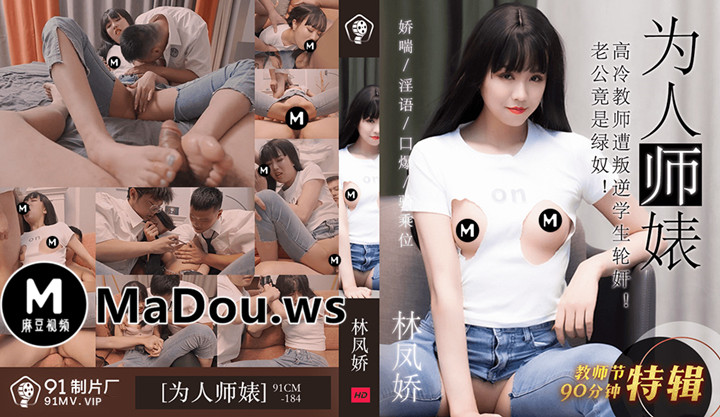 M
M
M
M
M
麻豆视频
MaDou.ws
91制片厂
91MV.VIP
[为人师婊]
91CM
-184
林凤娇
HD
为人师婊
高冷教师遭叛逆学生轮奸！
老公竟是绿奴！
娇喘/淫语/口爆/乘位
on
M
M
林凤娇
教师节
90分钟
特辑